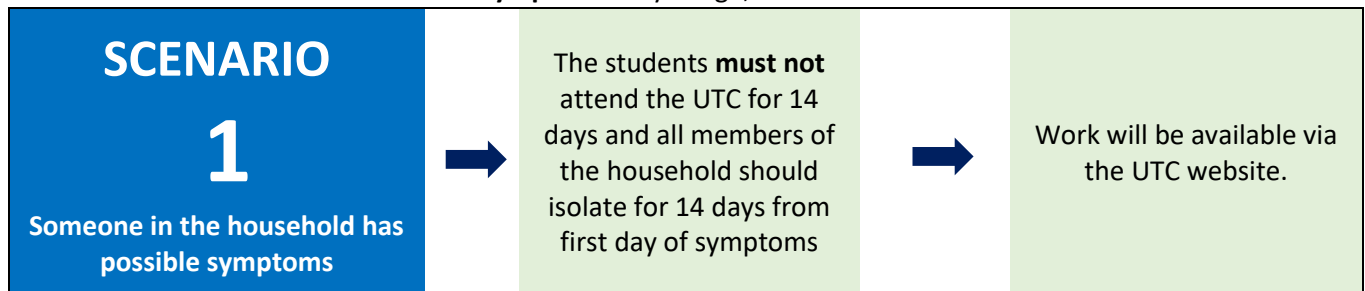 SCENARIO
1
Someone in the household has
possible symptoms
The students must not
attend the UTC for 14
days and all members of
the household should
isolate for 14 days from
first day of symptoms
Work will be available via
the UTC website.